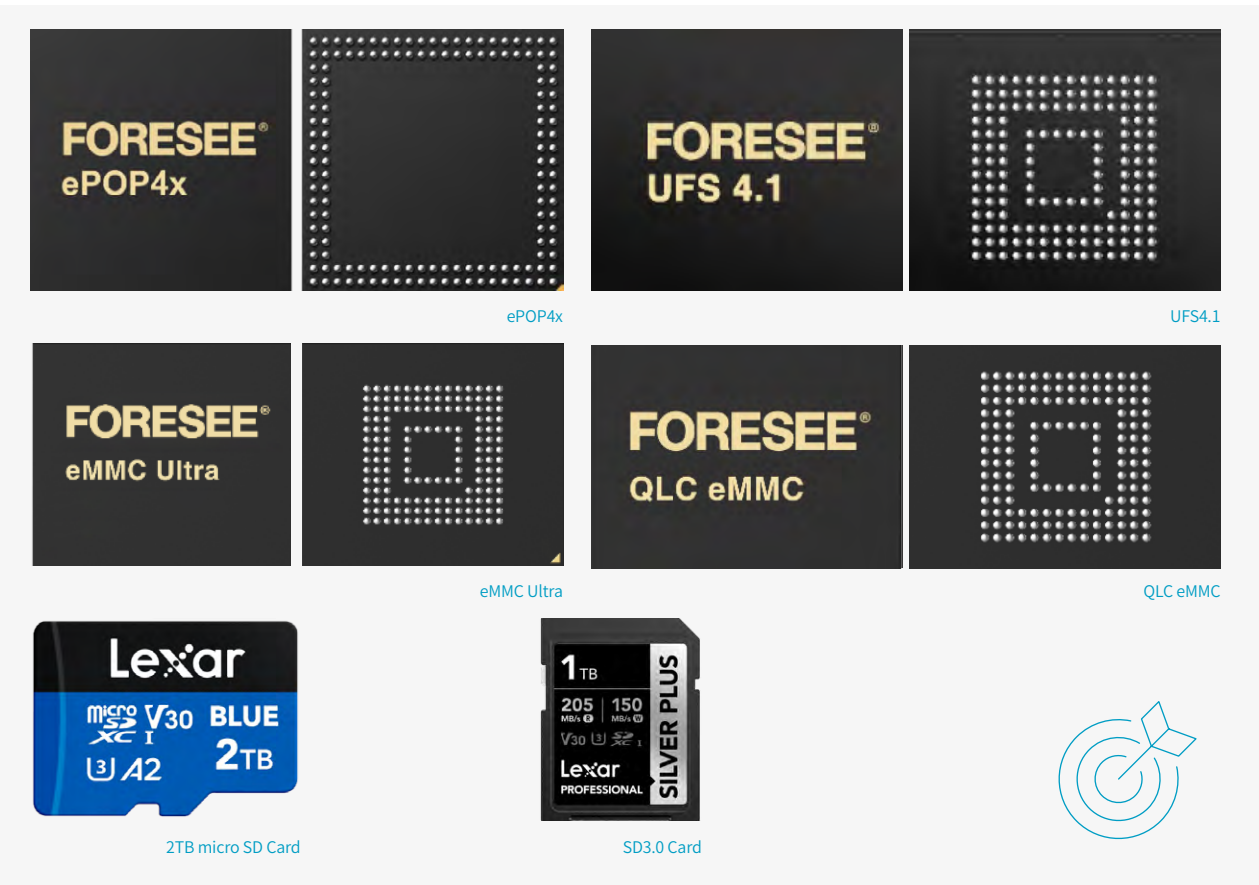 FORESEE®
ePOP4x
FORESEE®
UFS 4.1
ePOP4x
UFS4.1
FORESEE®
eMMC Ultra
FORESEE®
QLC eMMC
eMMC Ultra
QLC eMMC
Lexar
micro SD XC I V30 BLUE
U3 A2 2TB
1TB
205 MB/s R 150 MB/s W
V30 U3 SD XC I
Lexar
PROFESSIONAL
SILVER PLUS
2TB micro SD Card
SD3.0 Card